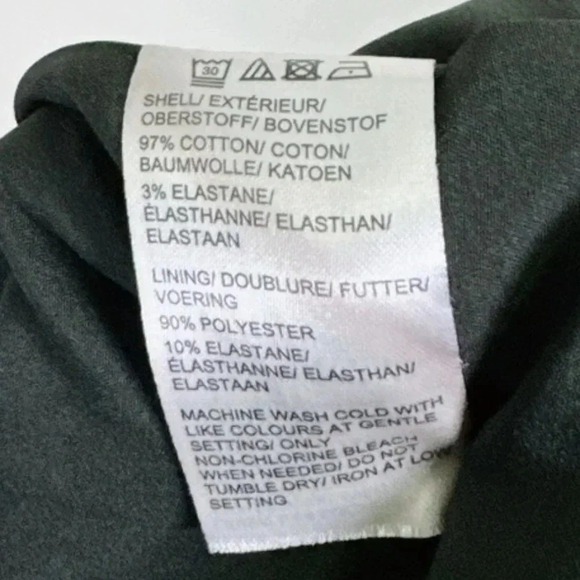 30
SHELL/ EXTÉRIEUR/
OBERSTOFF/ BOVENSTOF
97% COTTON/ COTON/
BAUMWOLLE/ KATOEN
3% ELASTANE/
ÉLASTHANNE/ ELASTHAN/
ELASTAAN
LINING/ DOUBLURE/ FUTTER/
VOERING
90% POLYESTER
10% ELASTANE/
ÉLASTHANNE/ ELASTHAN/
ELASTAAN
MACHINE WASH COLD WITH
LIKE COLOURS AT GENTLE
SETTING/ ONLY
NON-CHLORINE BLEACH
WHEN NEEDED/ DO NOT
TUMBLE DRY/ IRON AT LOW
SETTING